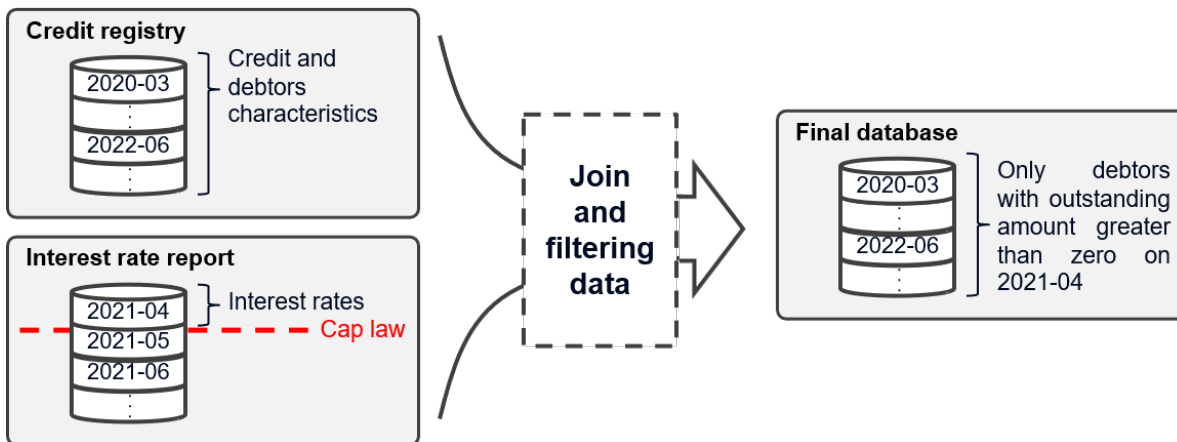 Credit registry
2020-03
⋮
2022-06
⋮
Credit and
debtors
characteristics
Interest rate report
2021-04
2021-05
2021-06
⋮
Interest rates
Cap law
Join
and
filtering
data
Final database
2020-03
⋮
2022-06
⋮
Only debtors
with outstanding
amount greater
than zero on
2021-04